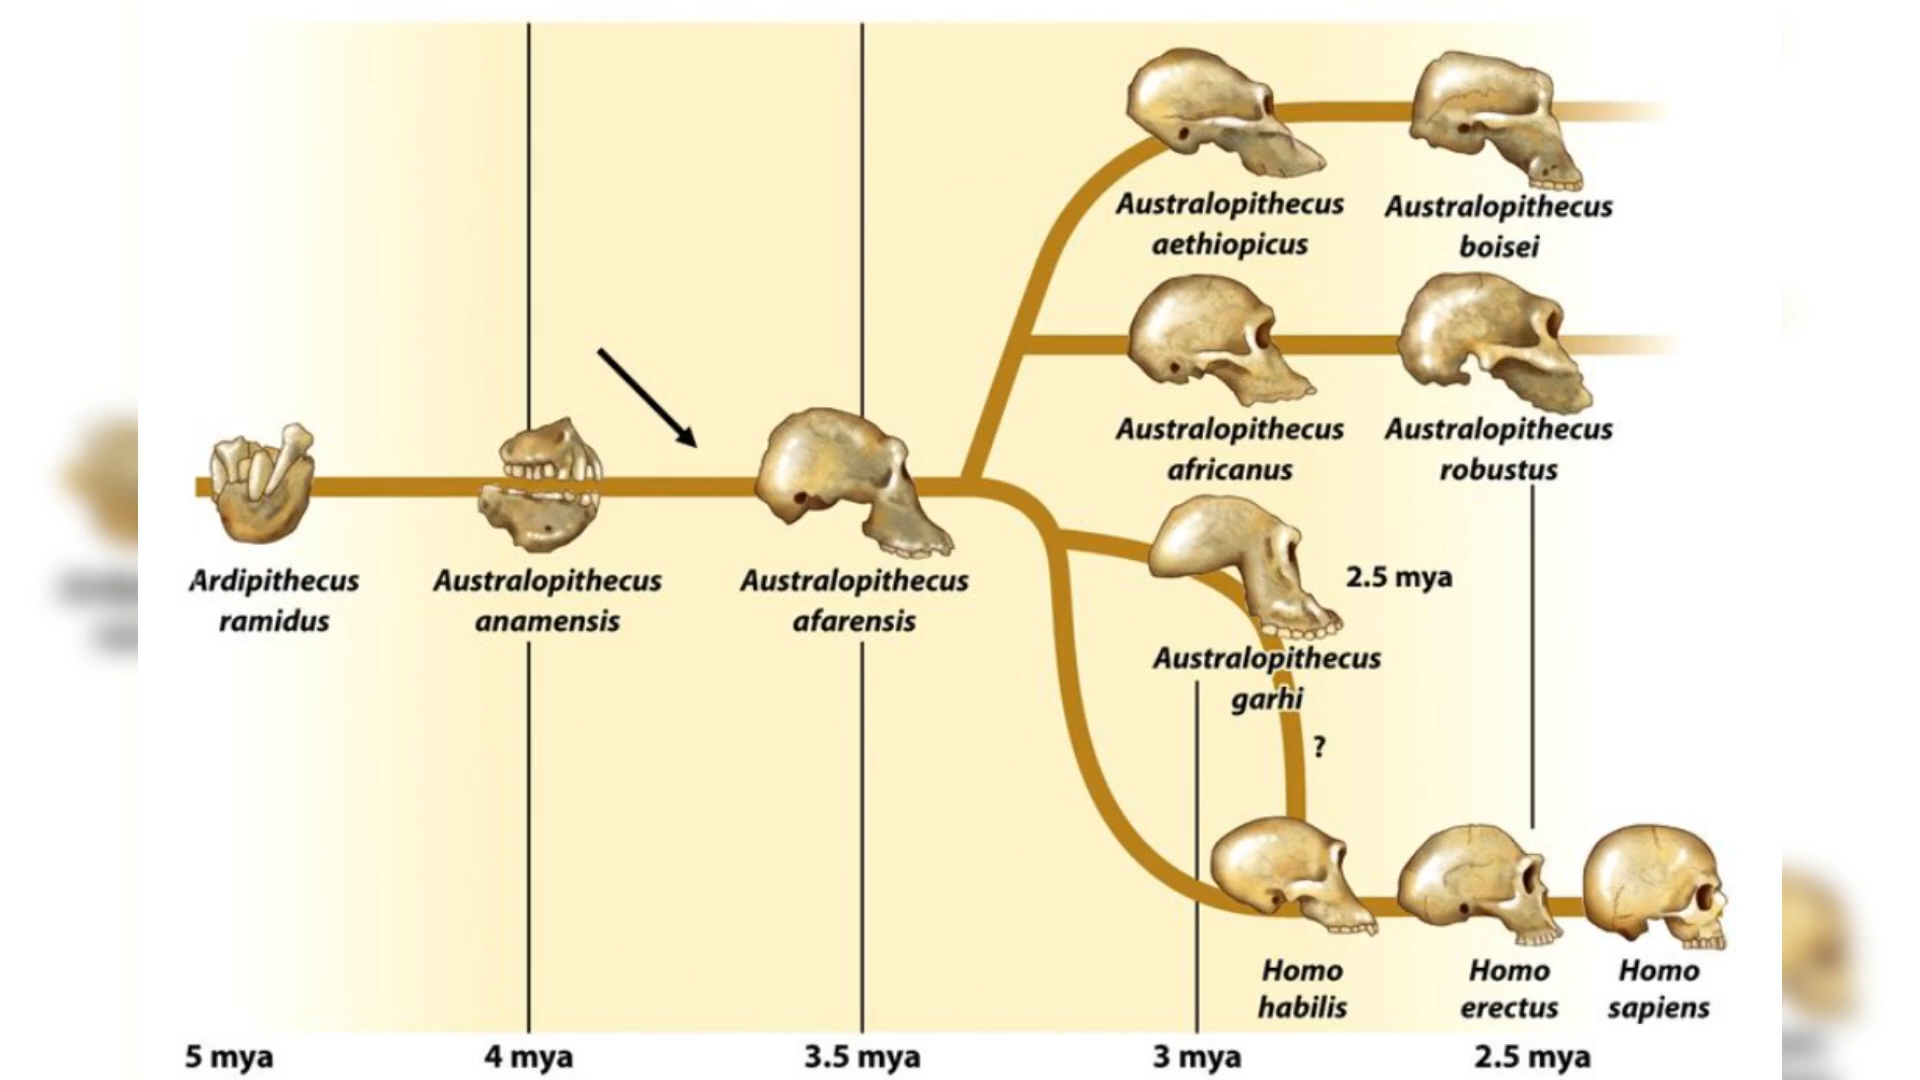 Australopithecus
aethiopicus
Australopithecus
boisei
Australopithecus
africanus
Australopithecus
robustus
Ardipithecus
ramidus
Australopithecus
anamensis
Australopithecus
afarensis
2.5 mya
Australopithecus
garhi
?
Homo
habilis
Homo
erectus
Homo
sapiens
5 mya
4 mya
3.5 mya
3 mya
2.5 mya